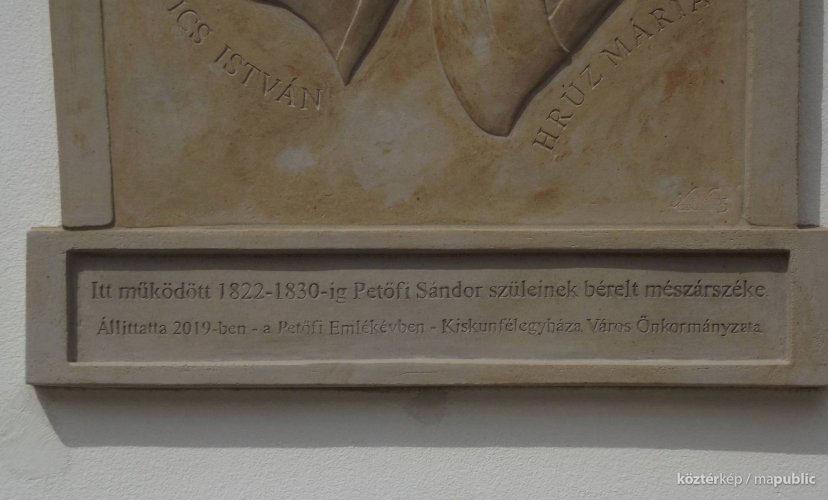 ICS ISTVÁN
HRÚZ MÁRIA
Itt működött 1822-1830-ig Petőfi Sándor szüleinek bérelt mészárszéke
Állíttatta 2019-ben - a Petőfi Emlékévben - Kiskunfélegyháza Város Önkormányzata
köztérkép / mapublic